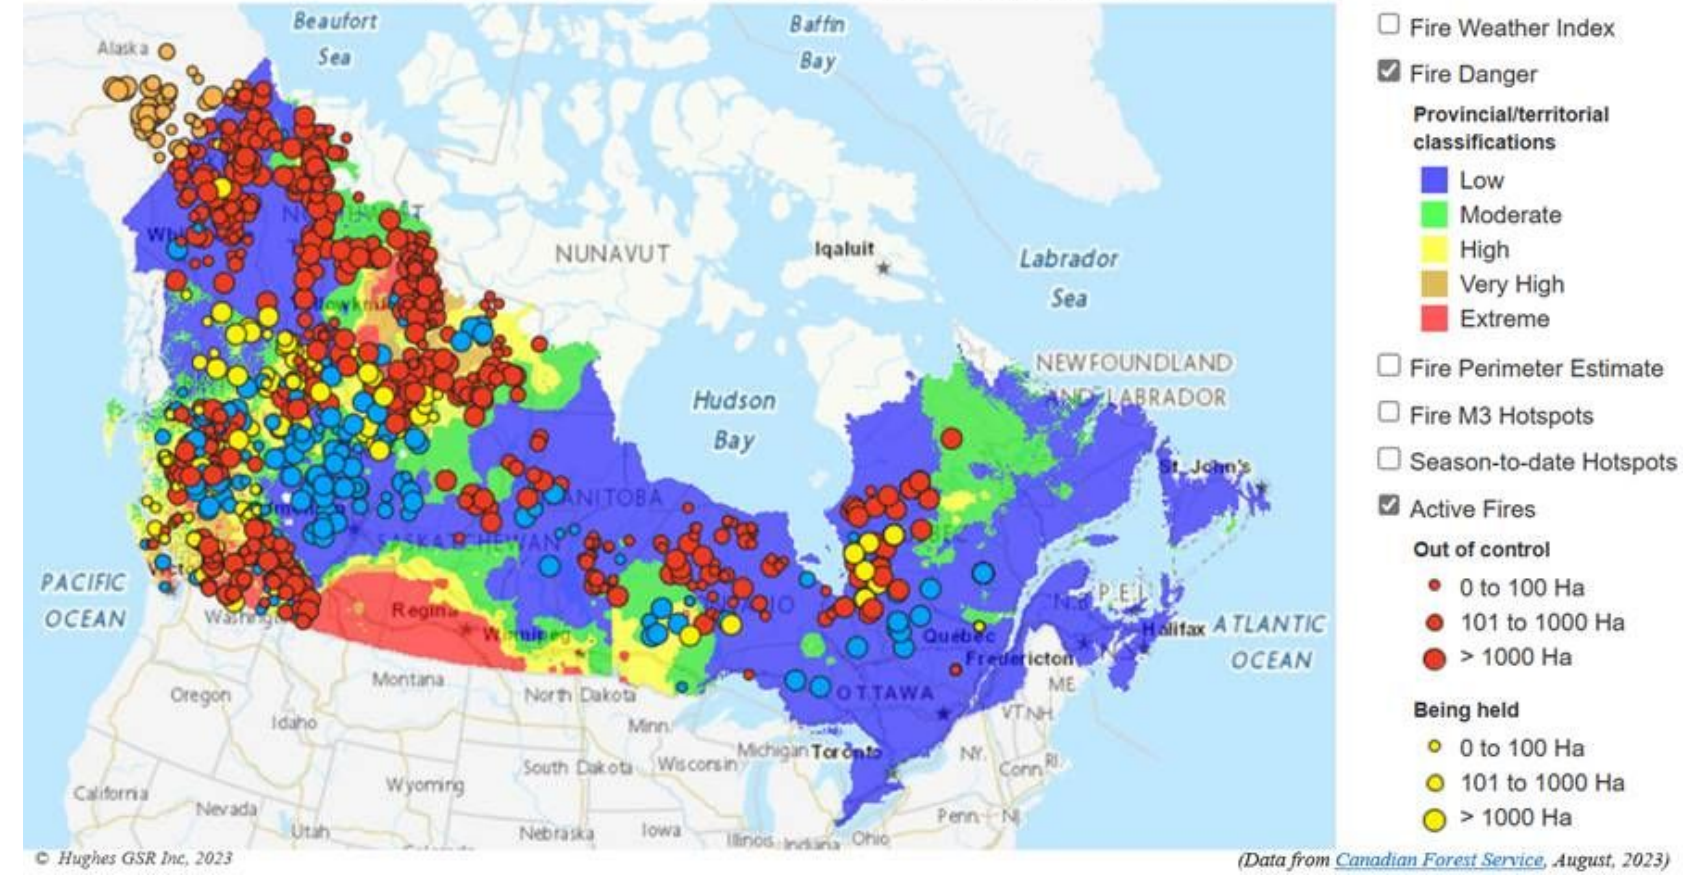 Beaufort
Sea
Baffin
Bay
Alaska
NUNAVUT
Iqaluit
Labrador
Sea
Hudson
Bay
NEWFOUNDLAND
AND LABRADOR
St. John's
PACIFIC
OCEAN
Regina
Winnipeg
Québec
P.E.I.
N.B.
Halifax
ATLANTIC
OCEAN
Fredericton
OTTAWA
Toronto
ME
VT.
NH.
NY.
Conn.
RI.
Penn.
NJ.
Oregon
Idaho
Montana
North Dakota
Minn.
South Dakota
Wisconsin
Michigan
Wyoming
California
Nevada
Utah
Nebraska
Iowa
Illinois
Indiana
Ohio
Fire Weather Index
Fire Danger
Provincial/territorial
classifications
Low
Moderate
High
Very High
Extreme
Fire Perimeter Estimate
Fire M3 Hotspots
Season-to-date Hotspots
Active Fires
Out of control
0 to 100 Ha
101 to 1000 Ha
> 1000 Ha
Being held
0 to 100 Ha
101 to 1000 Ha
> 1000 Ha
© Hughes GSR Inc, 2023
(Data from Canadian Forest Service, August, 2023)